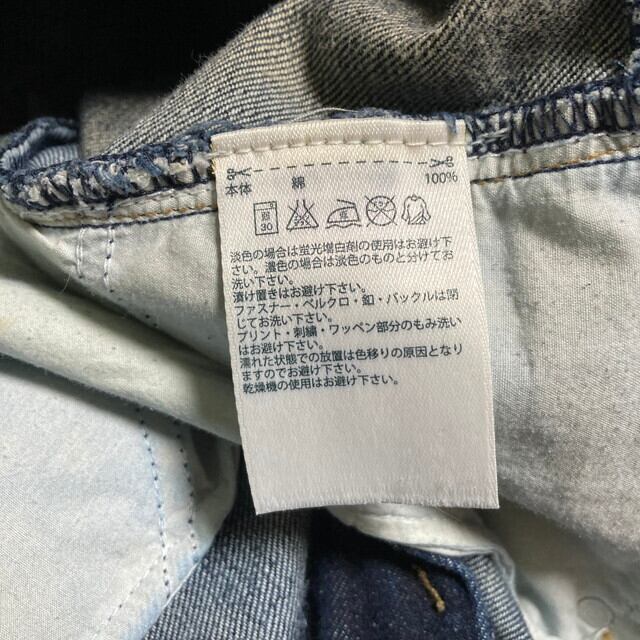 本体 綿 100%
弱 30
淡色の場合は蛍光増白剤の使用はお避け下
さい。濃色の場合は淡色のものと分けてお
洗い下さい。
漬け置きはお避け下さい。
ファスナー・ベルクロ・釦・バックルは閉
じてお洗い下さい。
プリント・刺繍・ワッペン部分のもみ洗い
はお避け下さい。
濡れた状態での放置は色移りの原因となり
ますのでお避け下さい。
乾燥機の使用はお避け下さい。